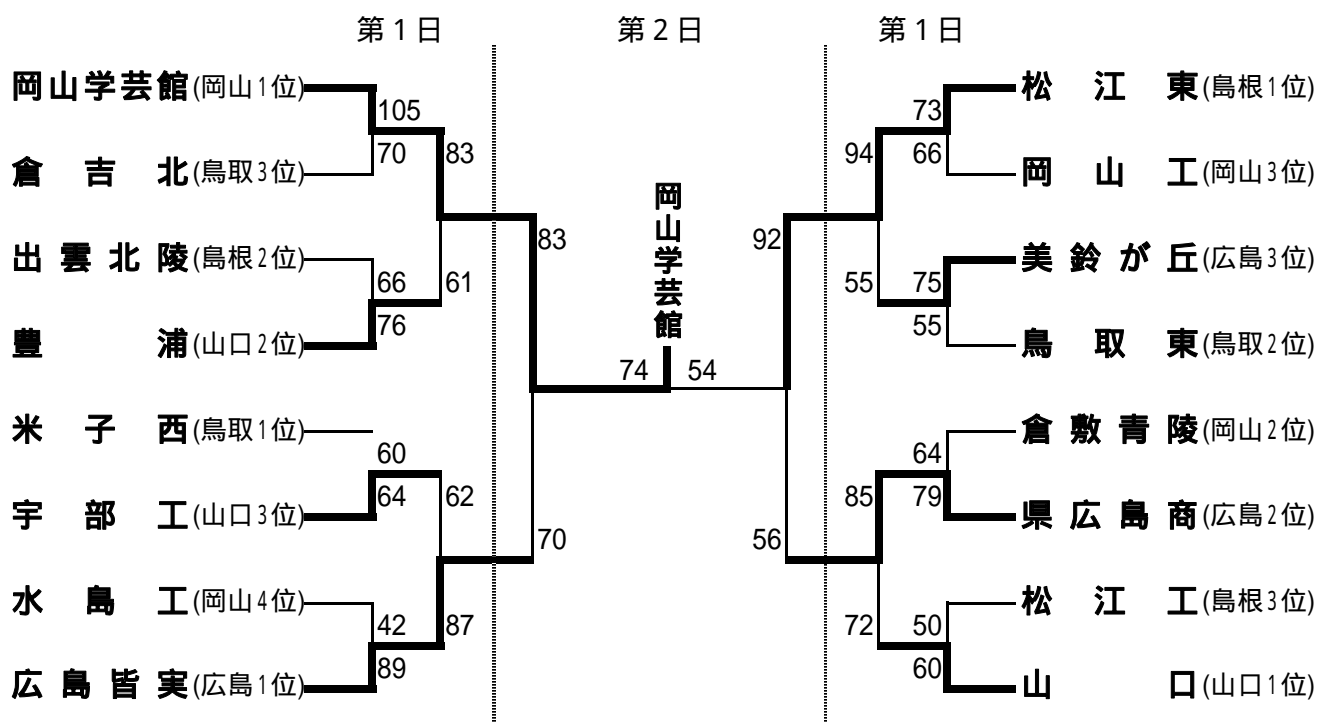 第1日 第2日 第1日
岡山学芸館(岡山1位)
105
70
倉吉北(鳥取3位)
83
出雲北陵(島根2位)
66
76
61
豊浦(山口2位)
83
米子西(鳥取1位)
60
64
宇部工(山口3位)
62
70
水島工(岡山4位)
42
89
87
広島皆実(広島1位)
岡山学芸館
74 54
松江東(島根1位)
73
66
94
岡山工(岡山3位)
92
美鈴が丘(広島3位)
75
55
55
鳥取東(鳥取2位)
倉敷青陵(岡山2位)
64
79
85
県広島商(広島2位)
56
松江工(島根3位)
72
50
60
山口(山口1位)